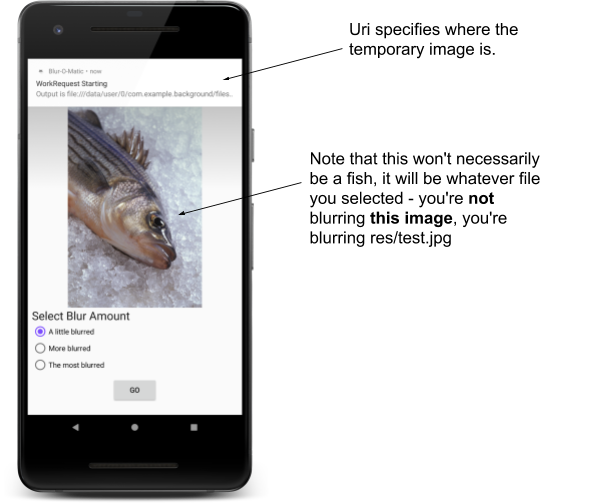 Uri specifies where the
temporary image is.
Blur-O-Matic • now
WorkRequest Starting
Output is file:///data/user/0/com.example.background/files..
Note that this won't necessarily
be a fish, it will be whatever file
you selected - you're not
blurring this image, you're
blurring res/test.jpg
Select Blur Amount
A little blurred
More blurred
The most blurred
GO